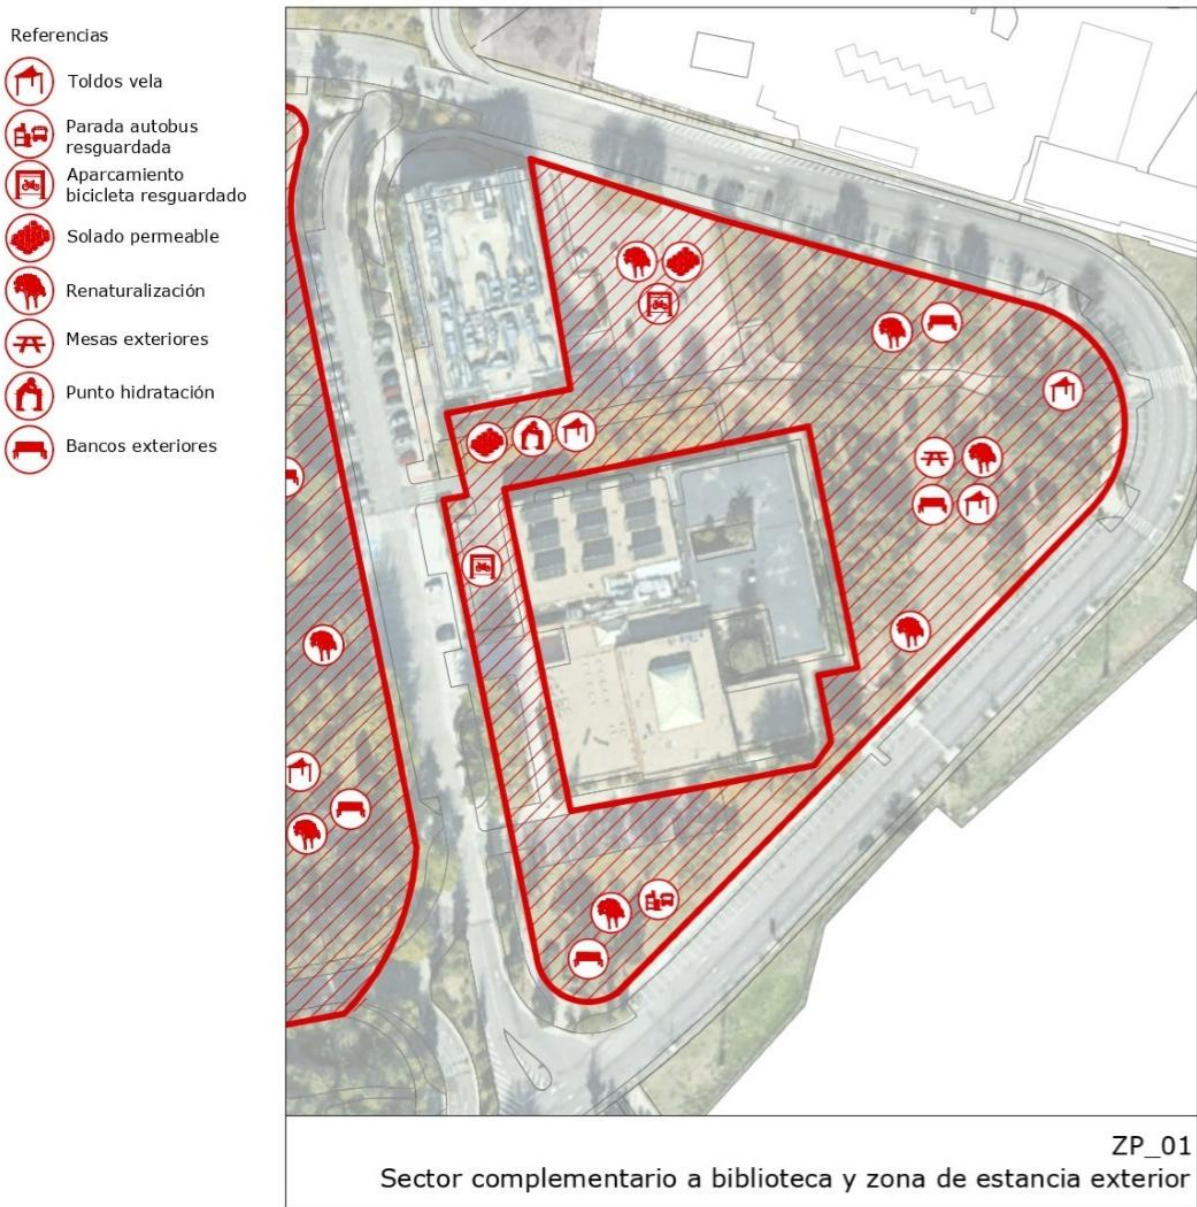 Referencias
Toldos vela
Parada autobus
resguardada
Aparcamiento
bicicleta resguardado
Solado permeable
Renaturalización
Mesas exteriores
Punto hidratación
Bancos exteriores
ZP_01
Sector complementario a biblioteca y zona de estancia exterior